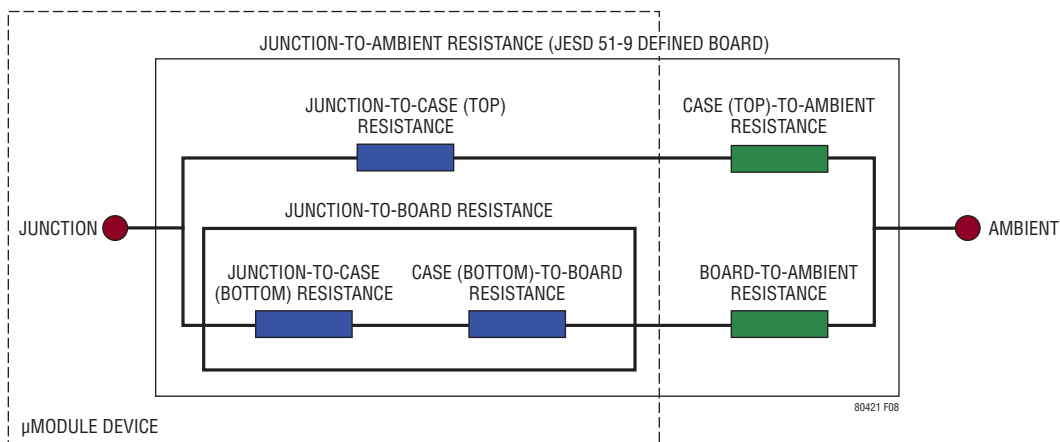 JUNCTION-TO-AMBIENT RESISTANCE (JESD 51-9 DEFINED BOARD)
JUNCTION-TO-CASE (TOP)
RESISTANCE
CASE (TOP)-TO-AMBIENT
RESISTANCE
JUNCTION-TO-BOARD RESISTANCE
JUNCTION
AMBIENT
JUNCTION-TO-CASE
(BOTTOM) RESISTANCE
CASE (BOTTOM)-TO-BOARD
RESISTANCE
BOARD-TO-AMBIENT
RESISTANCE
80421 F08
µMODULE DEVICE